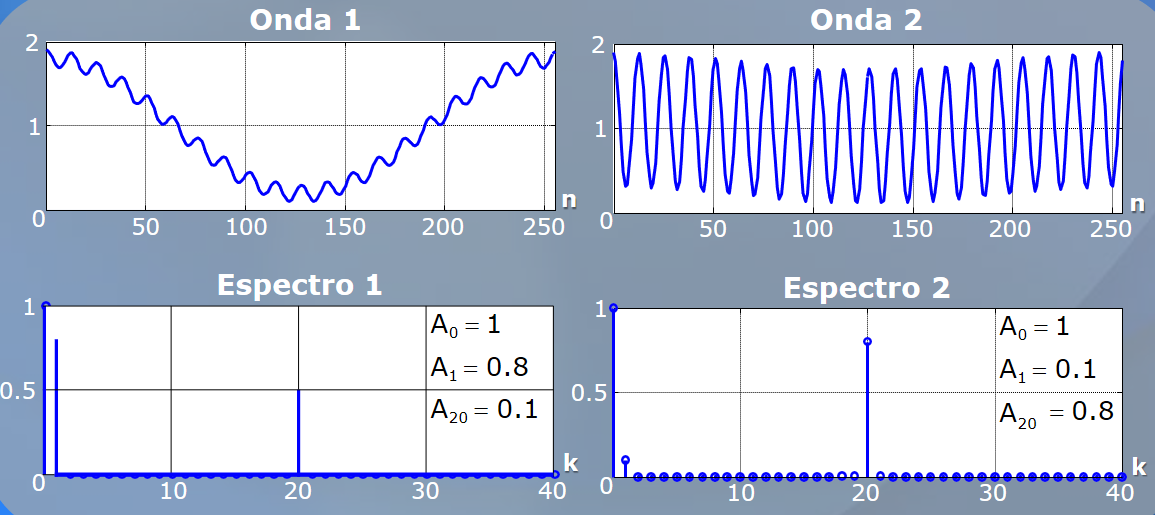 Onda 1
2
1
0
50
100
150
200
250
n
Onda 2
2
1
0
50
100
150
200
250
n
Espectro 1
1
0.5
0
10
20
30
40
k
A0 = 1
A1 = 0.8
A20 = 0.1
Espectro 2
1
0.5
0
10
20
30
40
k
A0 = 1
A1 = 0.1
A20 = 0.8